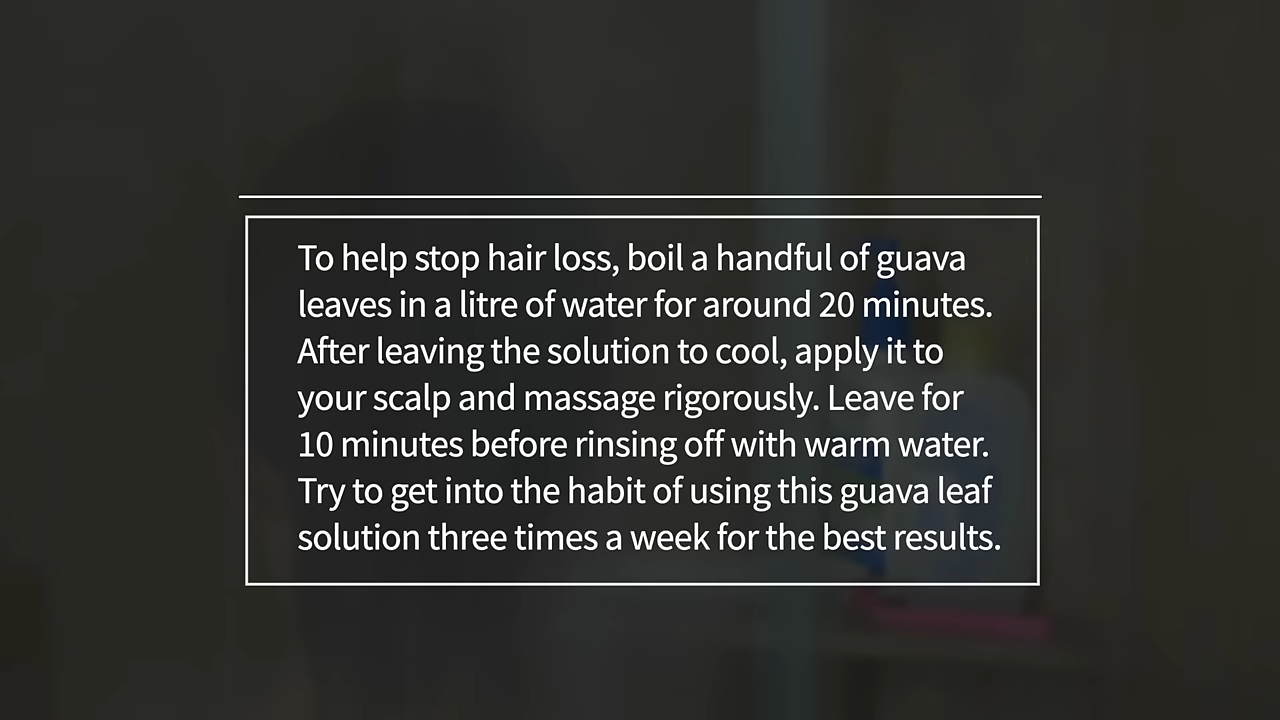 To help stop hair loss, boil a handful of guava
leaves in a litre of water for around 20 minutes.
After leaving the solution to cool, apply it to
your scalp and massage rigorously. Leave for
10 minutes before rinsing off with warm water.
Try to get into the habit of using this guava leaf
solution three times a week for the best results.